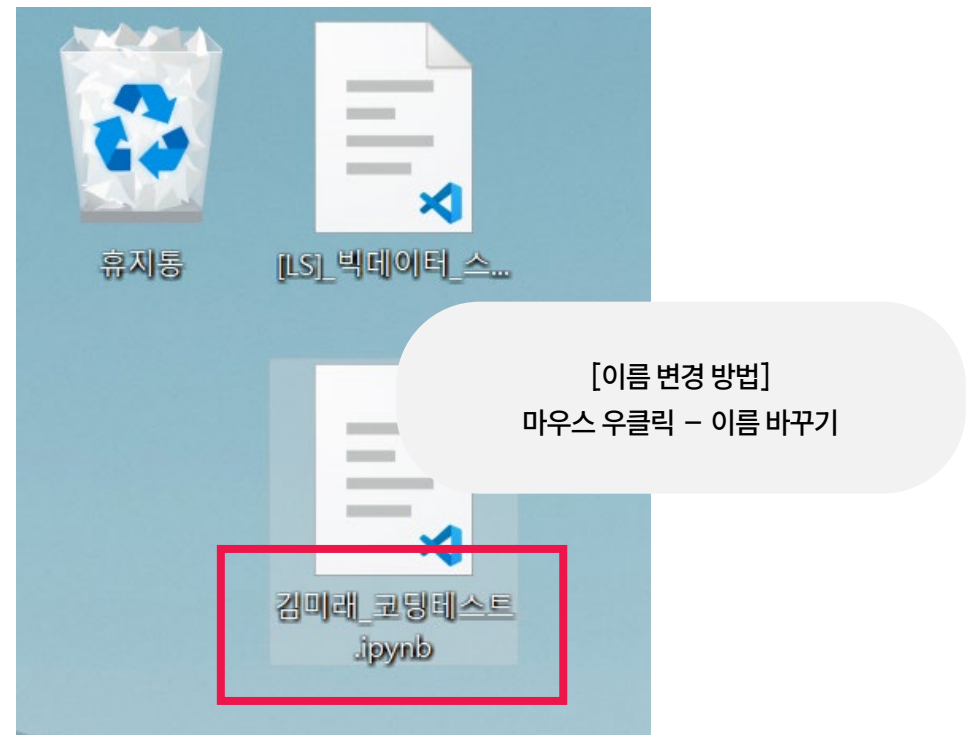 휴지통
[LS]_빅데이터_스...
[이름 변경 방법]
마우스 우클릭 – 이름 바꾸기
김미래_코딩테스트
.ipynb